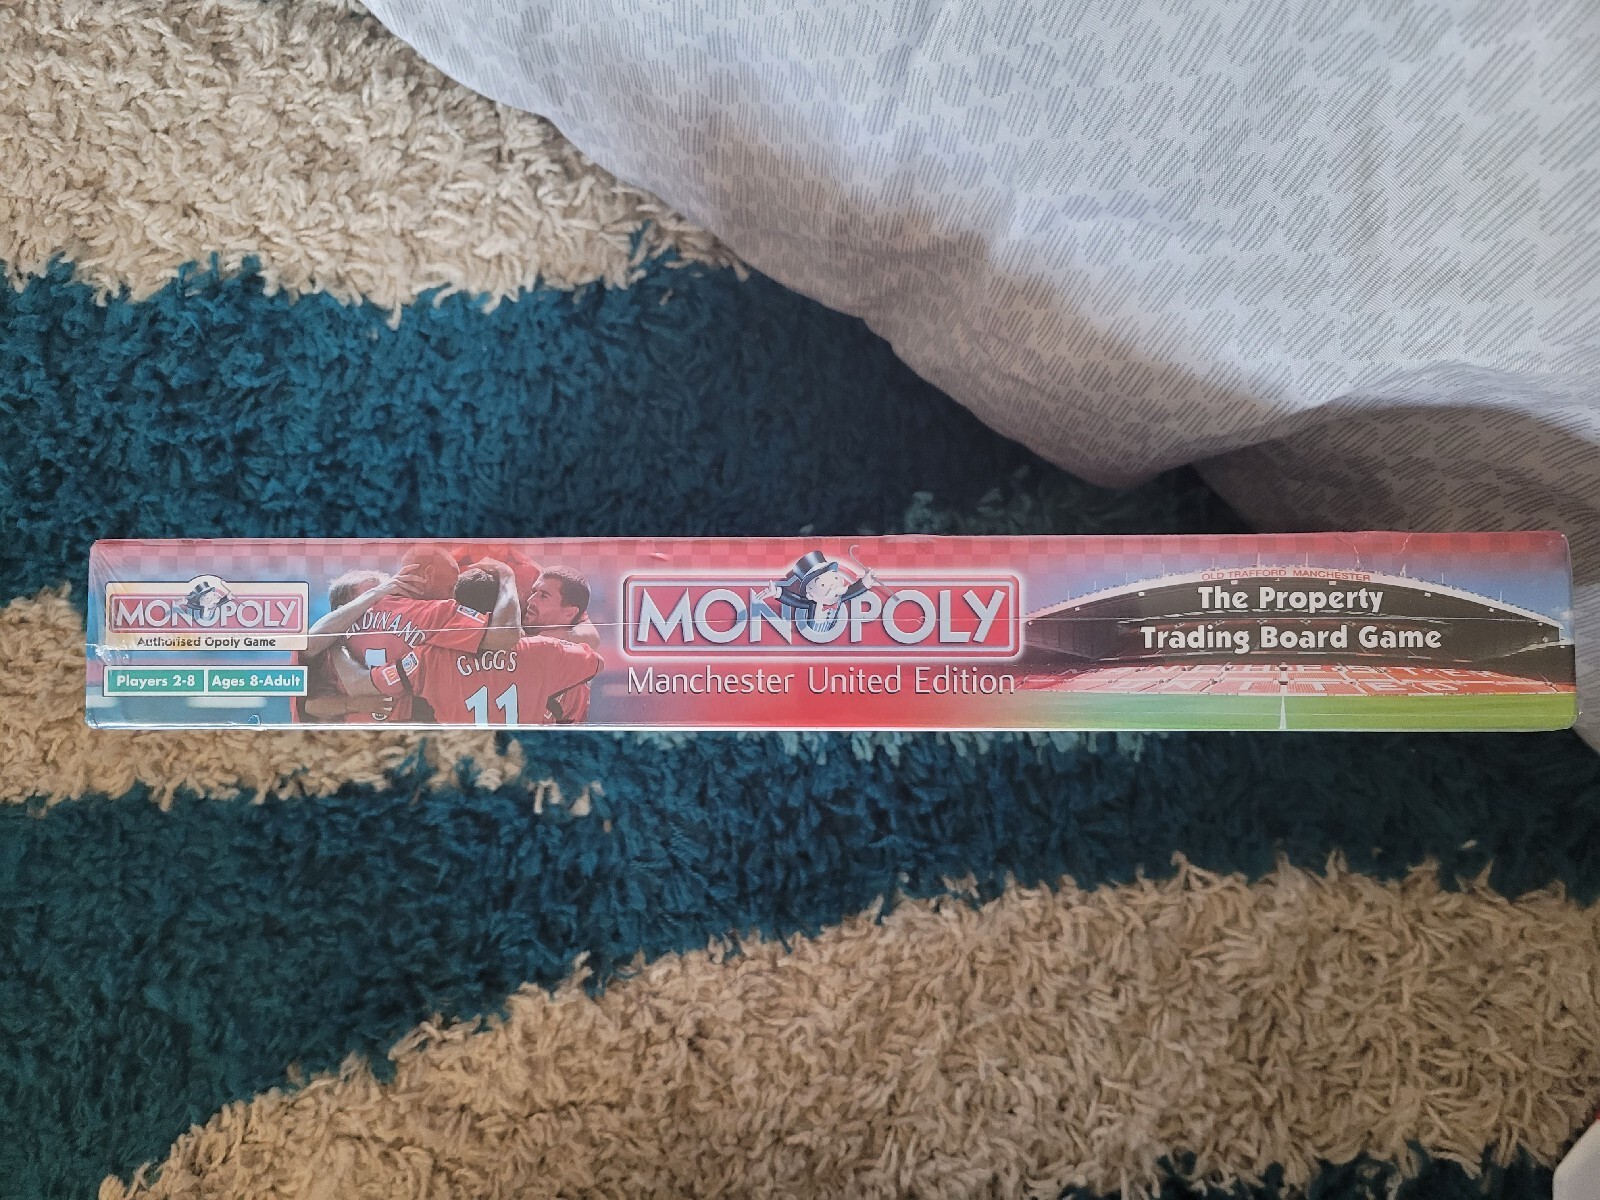 MONOPOLY
Authorised Opoly Game
Players 2-8
Ages 8-Adult
GIGGS
11
MONOPOLY
Manchester United Edition
OLD TRAFFORD MANCHESTER
The Property
Trading Board Game